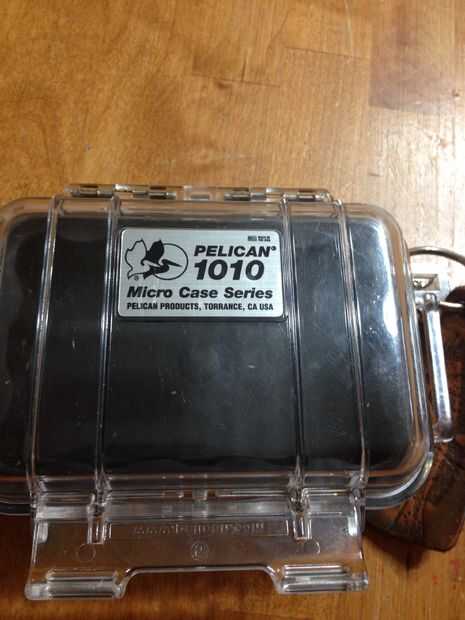 PELICAN®
1010
Micro Case Series
PELICAN PRODUCTS, TORRANCE, CA USA